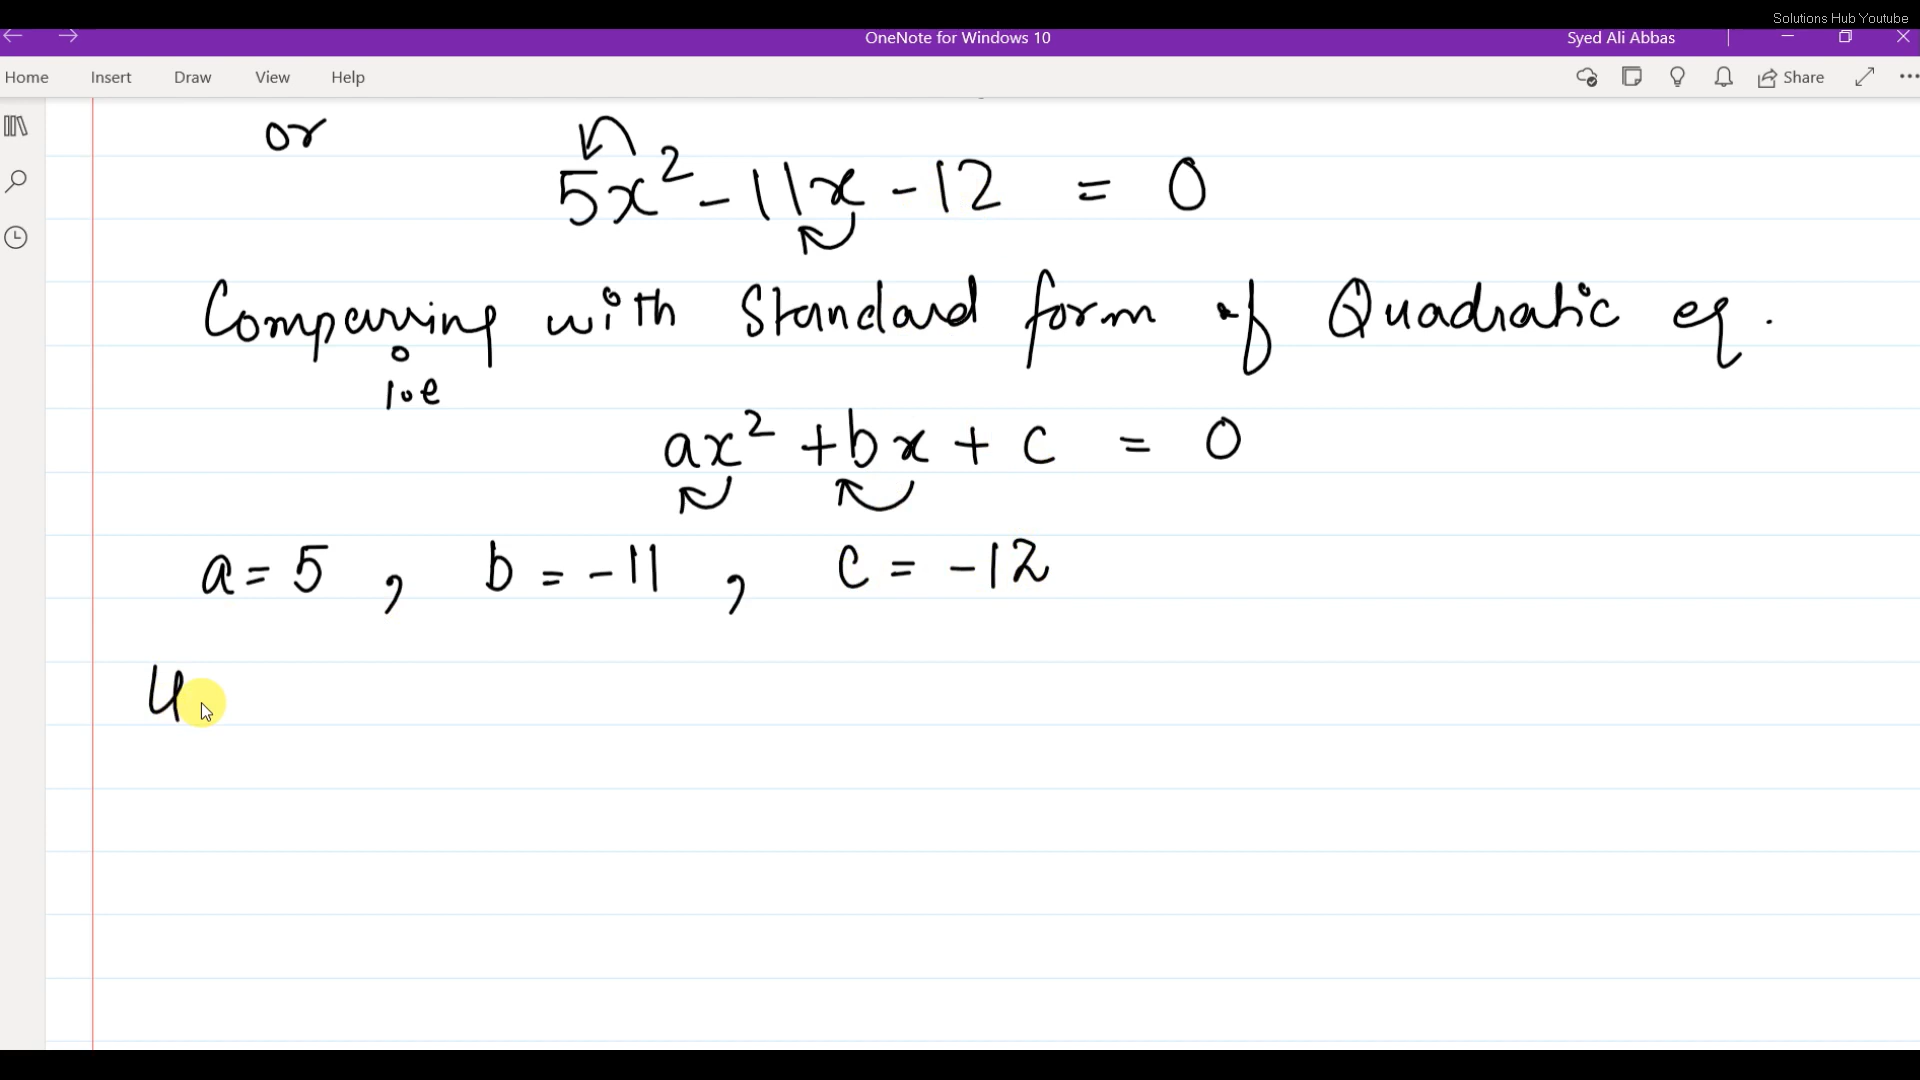 Solutions Hub Youtube
OneNote for Windows 10
Syed Ali Abbas
Home Insert Draw View Help Share
or
5x² - 11x - 12 = 0
Comparing with Standard form of Quadratic eq.
i.e
ax² + bx + c = 0
a = 5 , b = -11 , c = -12
U